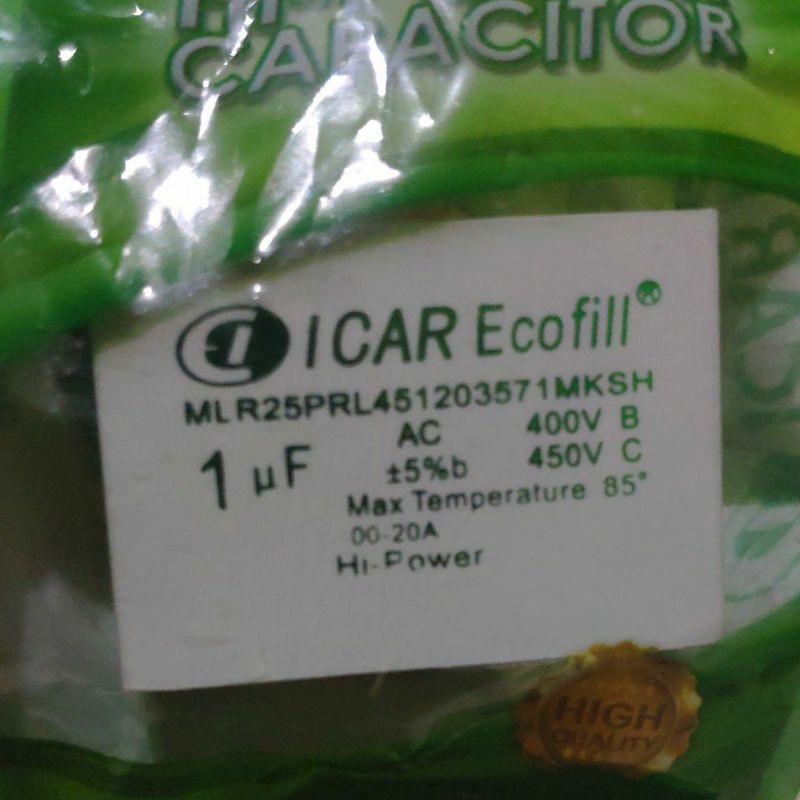 CAPACITOR
ICAR Ecofill®
MLR25PRL451203571MKSH
1 µF AC 400V B
±5%b 450V C
Max Temperature 85°
00-20A
Hi-Power
HIGH
QUALITY